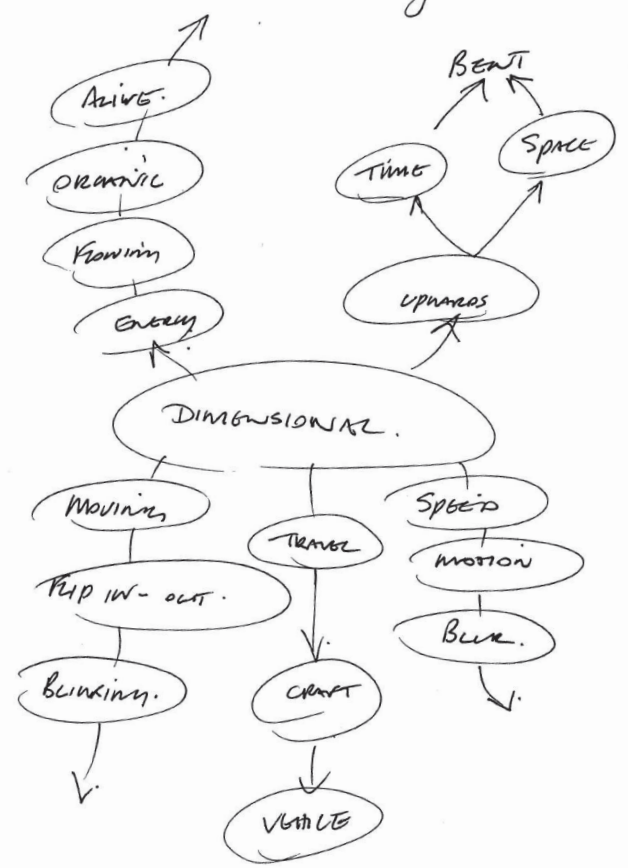 ALIVE.
BENT
SPACE
TIME
ORGANIC
FLOWING
UPWARDS
ENERGY
DIMENSIONAL.
MOVING
SPEED
TRAVEL
MOTION
FLIP IN-OUT.
BLUR.
BLINKING.
CRAFT
VEHICLE